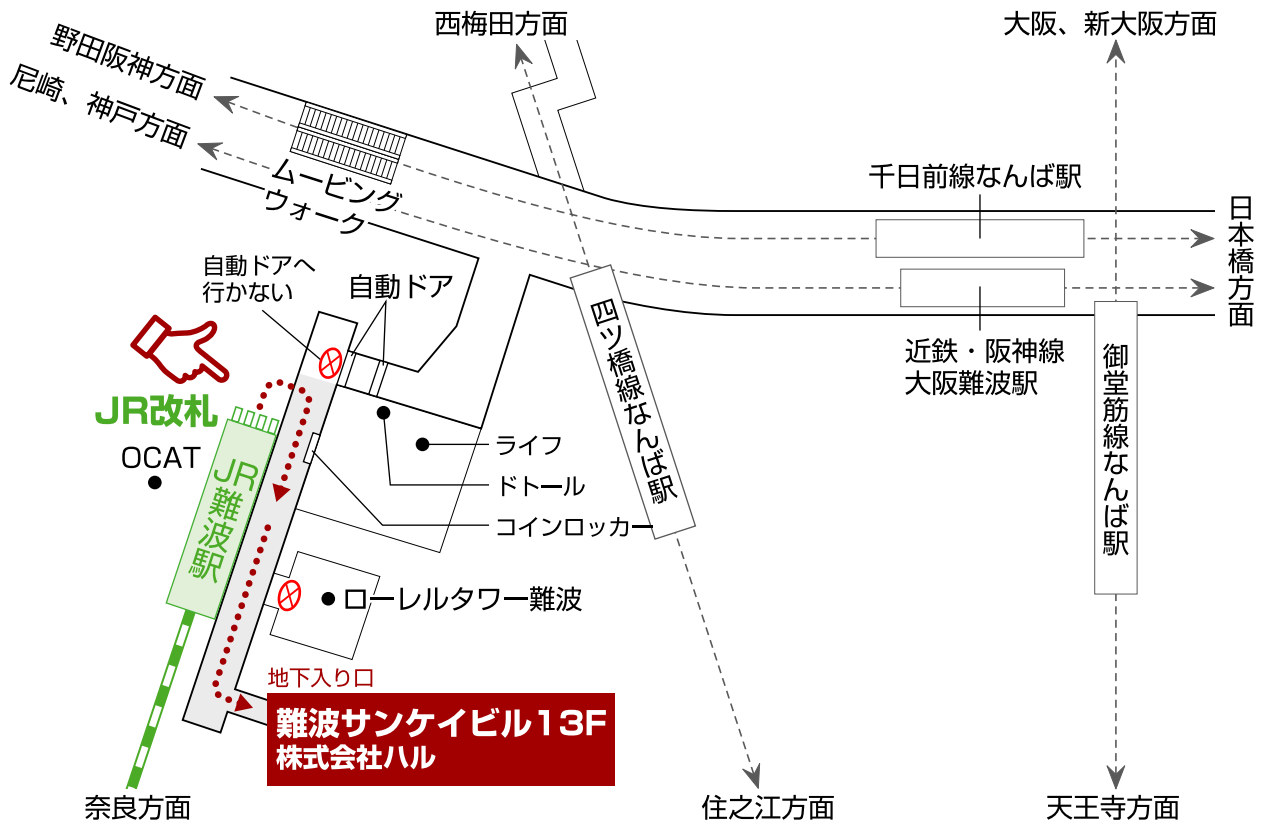 西梅田方面
大阪、新大阪方面
野田阪神方面
尼崎、神戸方面
ムービング
ウォーク
千日前線なんば駅
日本橋方面
自動ドアへ
行かない
自動ドア
四ツ橋線なんば駅
近鉄・阪神線
大阪難波駅
御堂筋線なんば駅
JR改札
OCAT
JR難波駅
ライフ
ドトール
コインロッカー
ローレルタワー難波
地下入り口
難波サンケイビル13F
株式会社ハル
奈良方面
住之江方面
天王寺方面